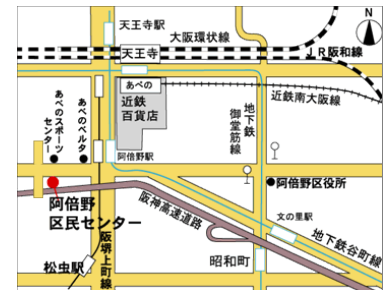 天王寺駅
大阪環状線
N
天王寺
JR阪和線
あべの
近鉄
百貨店
近鉄南大阪線
地下鉄
御堂筋線
あべのスポーツ
センター
あべのベルタ
阿倍野駅
阿倍野区役所
阿倍野
区民センター
阪神高速道路
文の里駅
地下鉄谷町線
阪堺上町線
昭和町
松虫駅